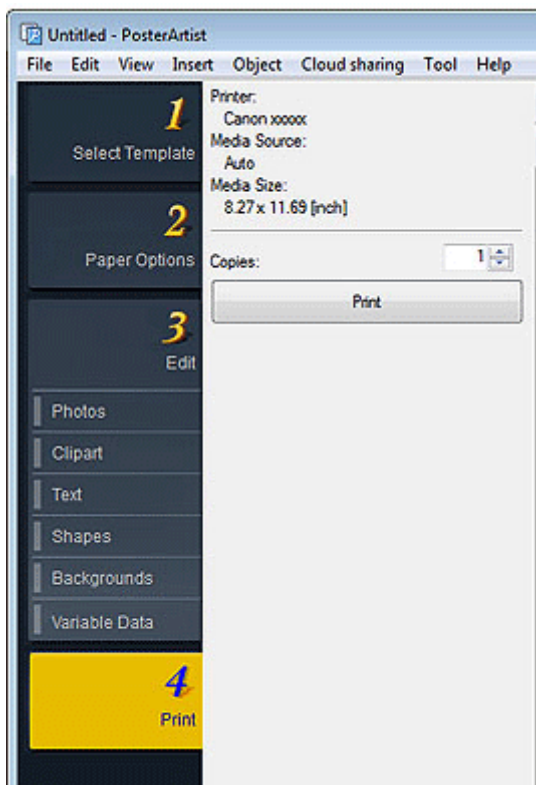 Untitled - PosterArtist
File Edit View Insert Object Cloud sharing Tool Help
1
Select Template
2
Paper Options
3
Edit
Photos
Clipart
Text
Shapes
Backgrounds
Variable Data
4
Print
Printer:
Canon xxxxx
Media Source:
Auto
Media Size:
8.27 x 11.69 [inch]
Copies: 1
Print